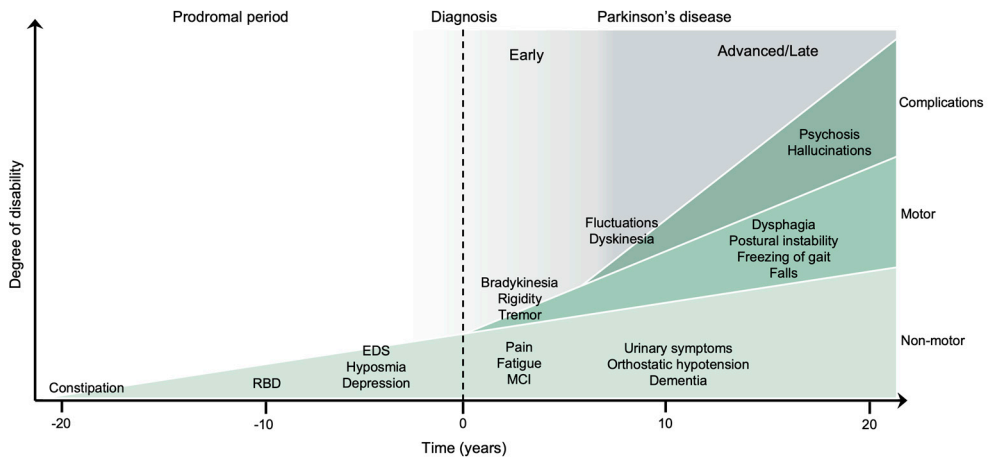 Prodromal period
Diagnosis
Parkinson's disease
Early
Advanced/Late
Complications
Psychosis
Hallucinations
Motor
Fluctuations
Dyskinesia
Dysphagia
Postural instability
Freezing of gait
Falls
Bradykinesia
Rigidity
Tremor
Non-motor
EDS
Hyposmia
Depression
Pain
Fatigue
MCI
Urinary symptoms
Orthostatic hypotension
Dementia
Constipation
RBD
Degree of disability
-20
-10
0
10
20
Time (years)